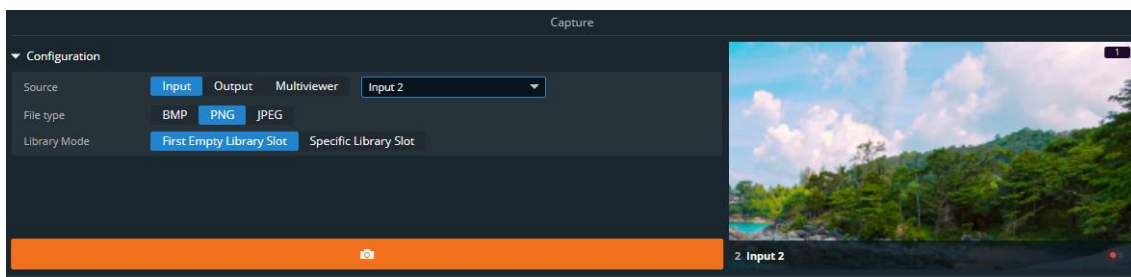 Capture
Configuration
Source Input Output Multiviewer Input 2
File type BMP PNG JPEG
Library Mode First Empty Library Slot Specific Library Slot
1
2 Input 2